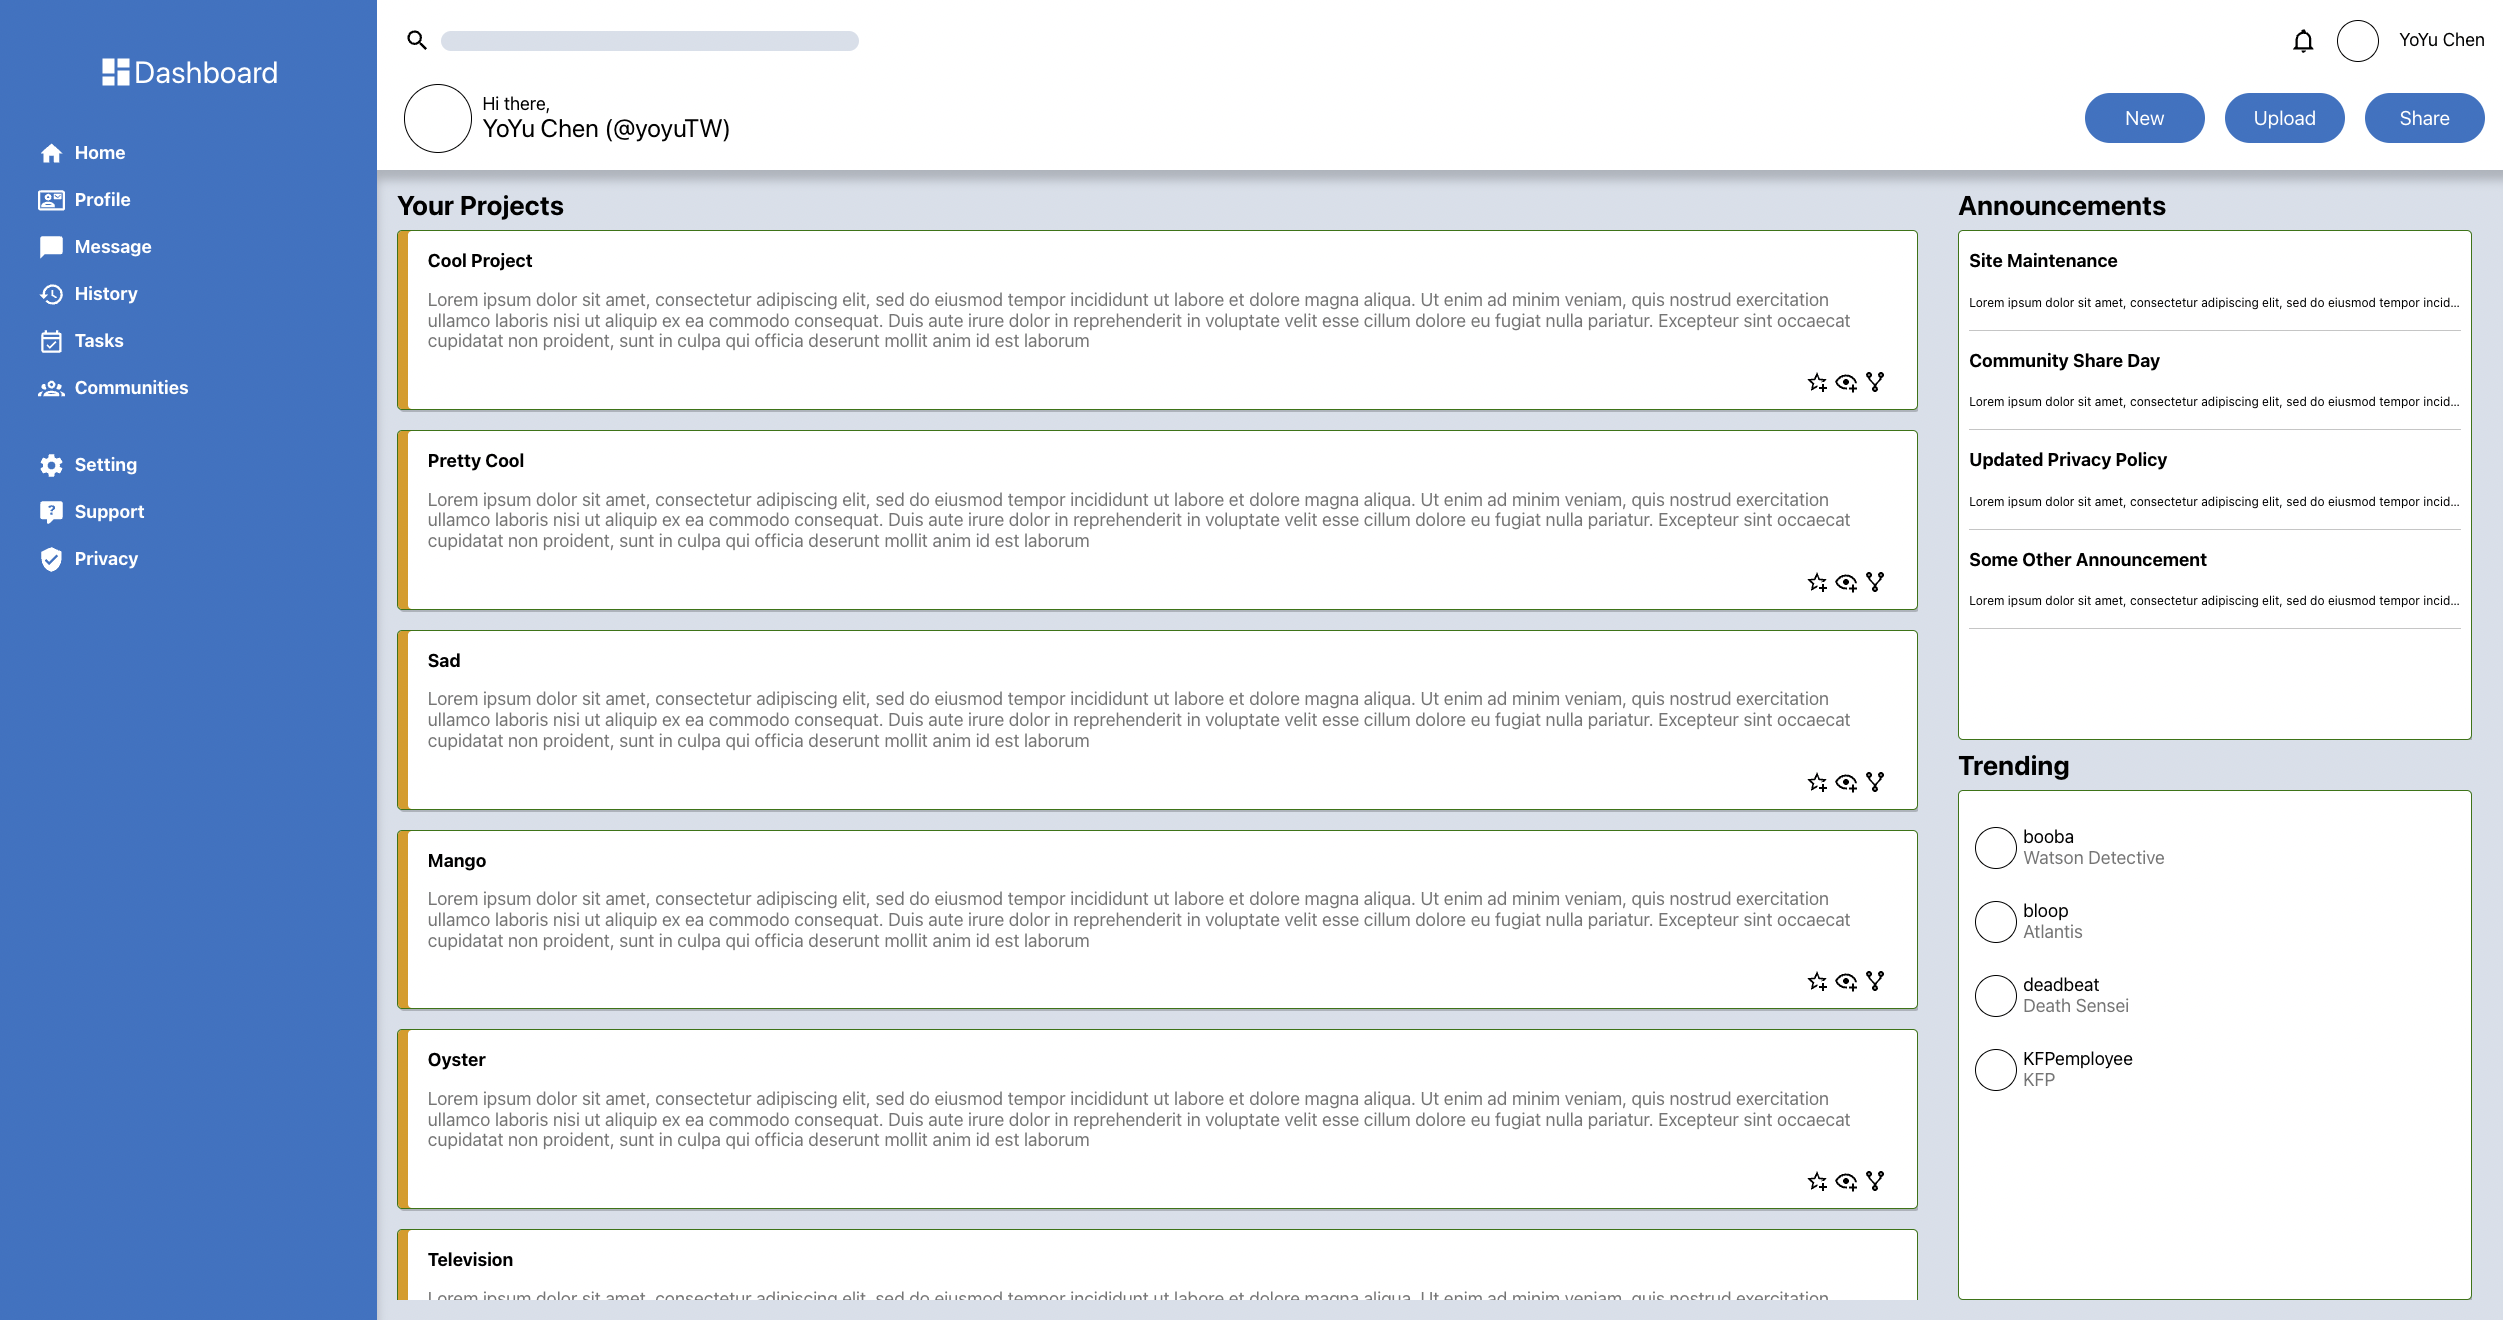 Dashboard
Home
Profile
Message
History
Tasks
Communities
Setting
Support
Privacy
YoYu Chen
Hi there,
YoYu Chen (@yoyuTW)
New
Upload
Share
Your Projects
Cool Project
Lorem ipsum dolor sit amet, consectetur adipiscing elit, sed do eiusmod tempor incididunt ut labore et dolore magna aliqua. Ut enim ad minim veniam, quis nostrud exercitation
ullamco laboris nisi ut aliquip ex ea commodo consequat. Duis aute irure dolor in reprehenderit in voluptate velit esse cillum dolore eu fugiat nulla pariatur. Excepteur sint occaecat
cupidatat non proident, sunt in culpa qui officia deserunt mollit anim id est laborum
Pretty Cool
Lorem ipsum dolor sit amet, consectetur adipiscing elit, sed do eiusmod tempor incididunt ut labore et dolore magna aliqua. Ut enim ad minim veniam, quis nostrud exercitation
ullamco laboris nisi ut aliquip ex ea commodo consequat. Duis aute irure dolor in reprehenderit in voluptate velit esse cillum dolore eu fugiat nulla pariatur. Excepteur sint occaecat
cupidatat non proident, sunt in culpa qui officia deserunt mollit anim id est laborum
Sad
Lorem ipsum dolor sit amet, consectetur adipiscing elit, sed do eiusmod tempor incididunt ut labore et dolore magna aliqua. Ut enim ad minim veniam, quis nostrud exercitation
ullamco laboris nisi ut aliquip ex ea commodo consequat. Duis aute irure dolor in reprehenderit in voluptate velit esse cillum dolore eu fugiat nulla pariatur. Excepteur sint occaecat
cupidatat non proident, sunt in culpa qui officia deserunt mollit anim id est laborum
Mango
Lorem ipsum dolor sit amet, consectetur adipiscing elit, sed do eiusmod tempor incididunt ut labore et dolore magna aliqua. Ut enim ad minim veniam, quis nostrud exercitation
ullamco laboris nisi ut aliquip ex ea commodo consequat. Duis aute irure dolor in reprehenderit in voluptate velit esse cillum dolore eu fugiat nulla pariatur. Excepteur sint occaecat
cupidatat non proident, sunt in culpa qui officia deserunt mollit anim id est laborum
Oyster
Lorem ipsum dolor sit amet, consectetur adipiscing elit, sed do eiusmod tempor incididunt ut labore et dolore magna aliqua. Ut enim ad minim veniam, quis nostrud exercitation
ullamco laboris nisi ut aliquip ex ea commodo consequat. Duis aute irure dolor in reprehenderit in voluptate velit esse cillum dolore eu fugiat nulla pariatur. Excepteur sint occaecat
cupidatat non proident, sunt in culpa qui officia deserunt mollit anim id est laborum
Television
Lorem ipsum dolor sit amet, consectetur adipiscing elit, sed do eiusmod tempor incididunt ut labore et dolore magna aliqua. Ut enim ad minim veniam, quis nostrud exercitation
Announcements
Site Maintenance
Lorem ipsum dolor sit amet, consectetur adipiscing elit, sed do eiusmod tempor incid...
Community Share Day
Lorem ipsum dolor sit amet, consectetur adipiscing elit, sed do eiusmod tempor incid...
Updated Privacy Policy
Lorem ipsum dolor sit amet, consectetur adipiscing elit, sed do eiusmod tempor incid...
Some Other Announcement
Lorem ipsum dolor sit amet, consectetur adipiscing elit, sed do eiusmod tempor incid...
Trending
booba
Watson Detective
bloop
Atlantis
deadbeat
Death Sensei
KFPemployee
KFP